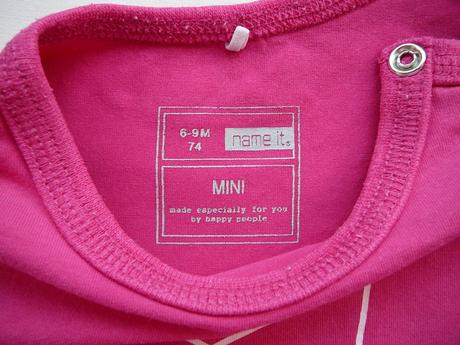 6-9M
74
name it.
MINI
made especially for you
by happy people